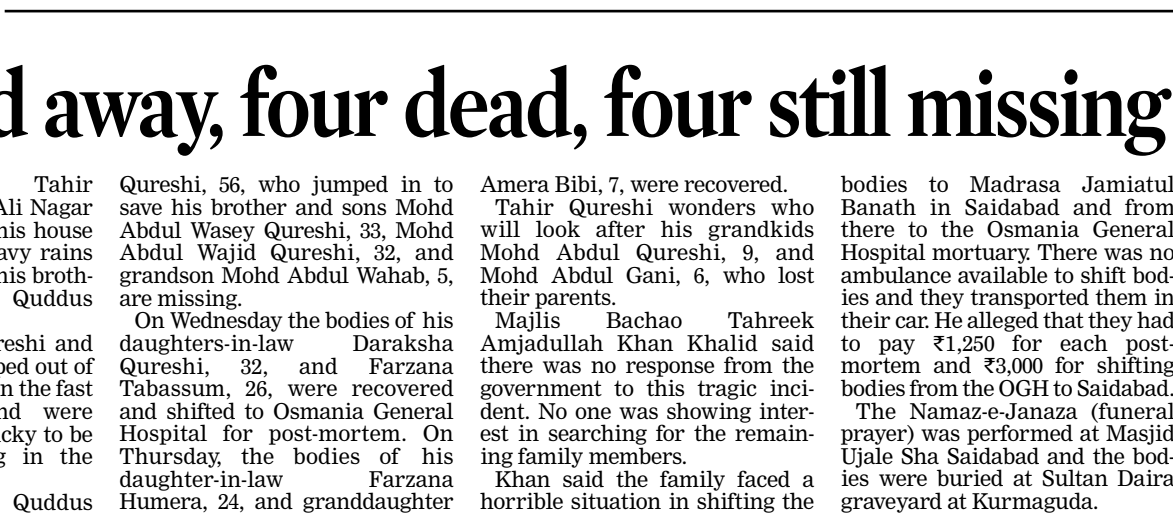 d away, four dead, four still missing
Tahir
Ali Nagar
his house
avy rains
his broth-
Quddus
reshi and
ped out of
n the fast
nd were
cky to be
g in the
Quddus
Qureshi, 56, who jumped in to
save his brother and sons Mohd
Abdul Wasey Qureshi, 33, Mohd
Abdul Wajid Qureshi, 32, and
grandson Mohd Abdul Wahab, 5,
are missing.
On Wednesday the bodies of his
daughters-in-law Daraksha
Qureshi, 32, and Farzana
Tabassum, 26, were recovered
and shifted to Osmania General
Hospital for post-mortem. On
Thursday, the bodies of his
daughter-in-law Farzana
Humera, 24, and granddaughter
Amera Bibi, 7, were recovered.
Tahir Qureshi wonders who
will look after his grandkids
Mohd Abdul Qureshi, 9, and
Mohd Abdul Gani, 6, who lost
their parents.
Majlis Bachao Tahreek
Amjadullah Khan Khalid said
there was no response from the
government to this tragic inci-
dent. No one was showing inter-
est in searching for the remain-
ing family members.
Khan said the family faced a
horrible situation in shifting the
bodies to Madrasa Jamiatul
Banath in Saidabad and from
there to the Osmania General
Hospital mortuary. There was no
ambulance available to shift bod-
ies and they transported them in
their car. He alleged that they had
to pay ₹1,250 for each post-
mortem and ₹3,000 for shifting
bodies from the OGH to Saidabad.
The Namaz-e-Janaza (funeral
prayer) was performed at Masjid
Ujale Sha Saidabad and the bod-
ies were buried at Sultan Daira
graveyard at Kurmaguda.